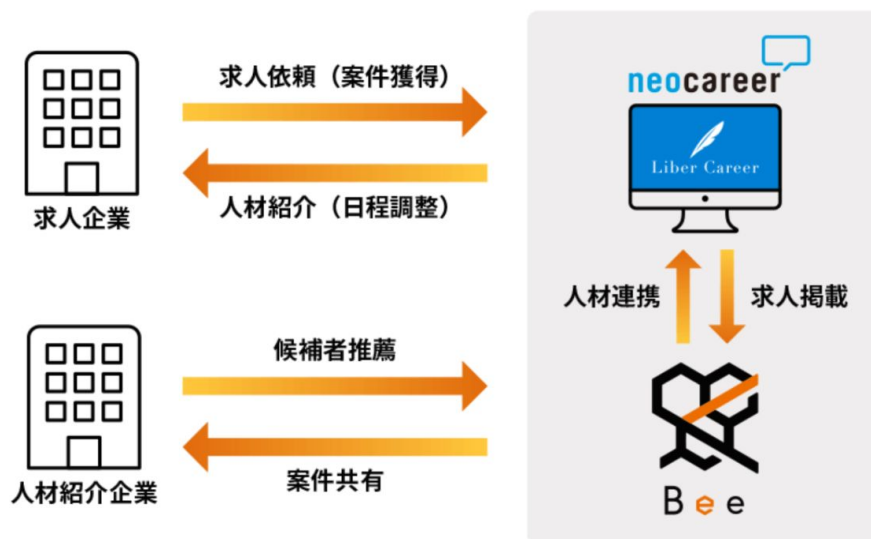 求人依頼（案件獲得）
人材紹介（日程調整）
求人企業
neocareer
Liber Career
人材連携
求人掲載
候補者推薦
案件共有
人材紹介企業
Bee